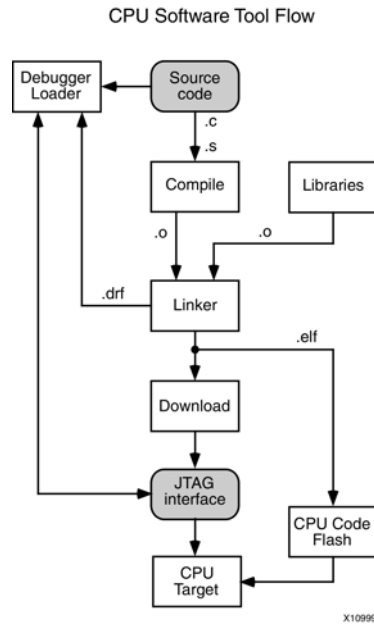 CPU Software Tool Flow
Debugger
Loader
Source
code
.c
.s
Compile
Libraries
.o
.o
.drf
Linker
.elf
Download
JTAG
interface
CPU Code
Flash
CPU
Target
X10999